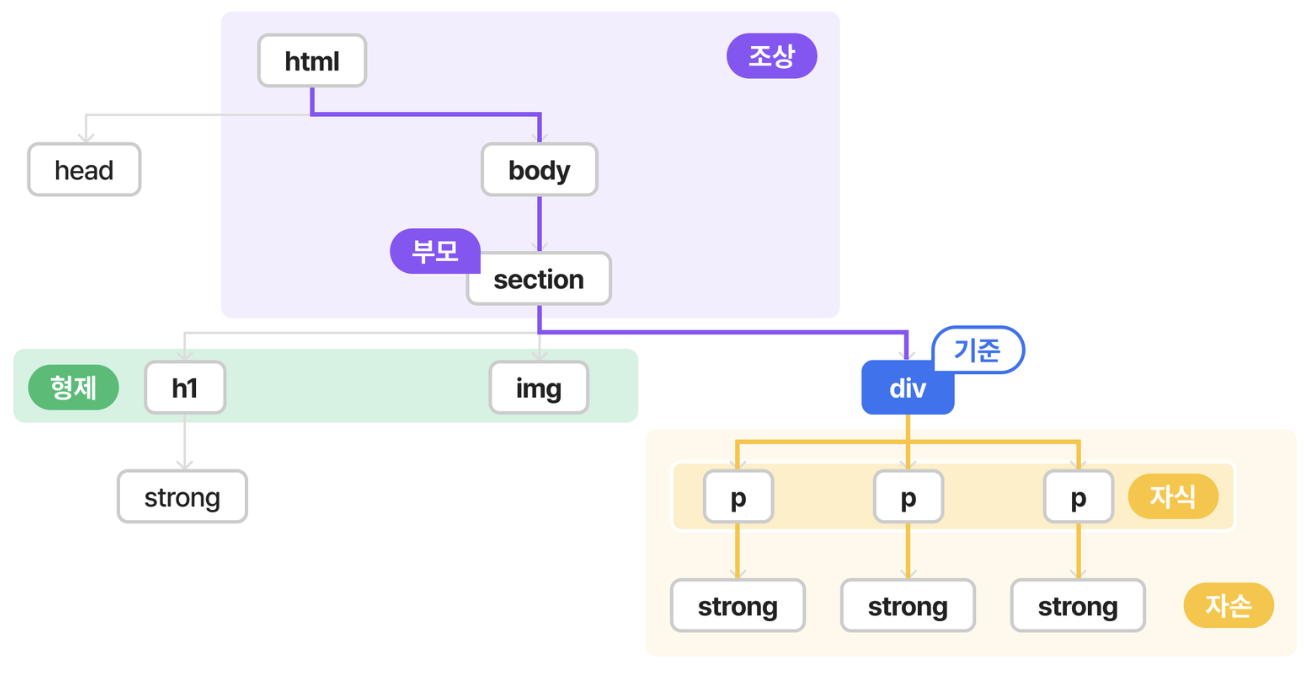 html
조상
head
body
부모
section
기준
형제
h1
img
div
p
p
p
자식
strong
strong
strong
strong
자손